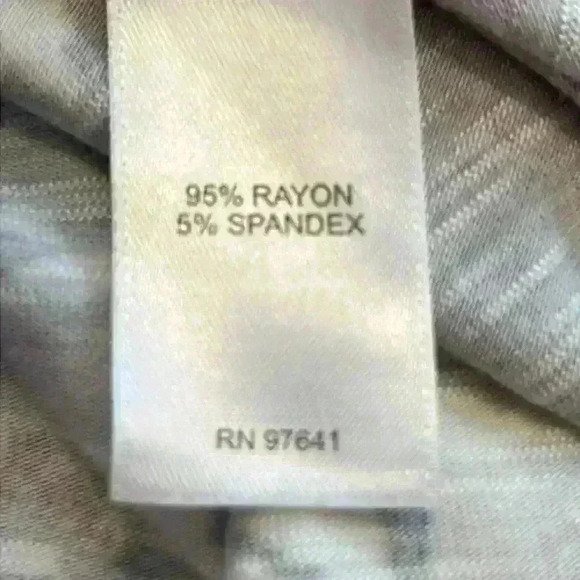 95% RAYON
5% SPANDEX
RN 97641